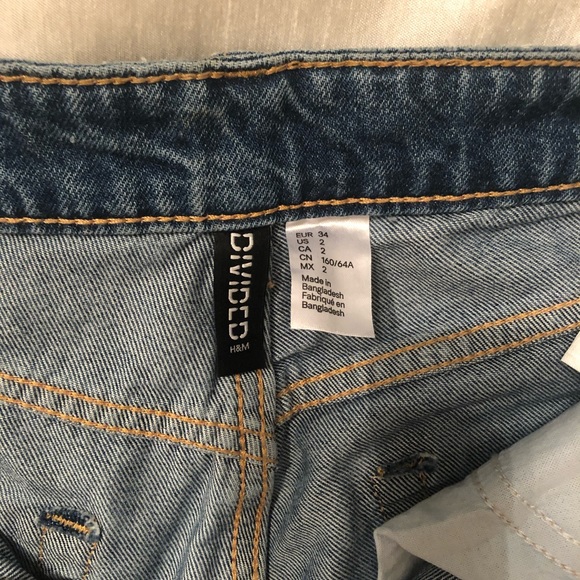 DIVIDED
H&M
EUR 34
US 2
CA 2
CN 160/64A
MX 2
Made in
Bangladesh
Fabriqué en
Bangladesh